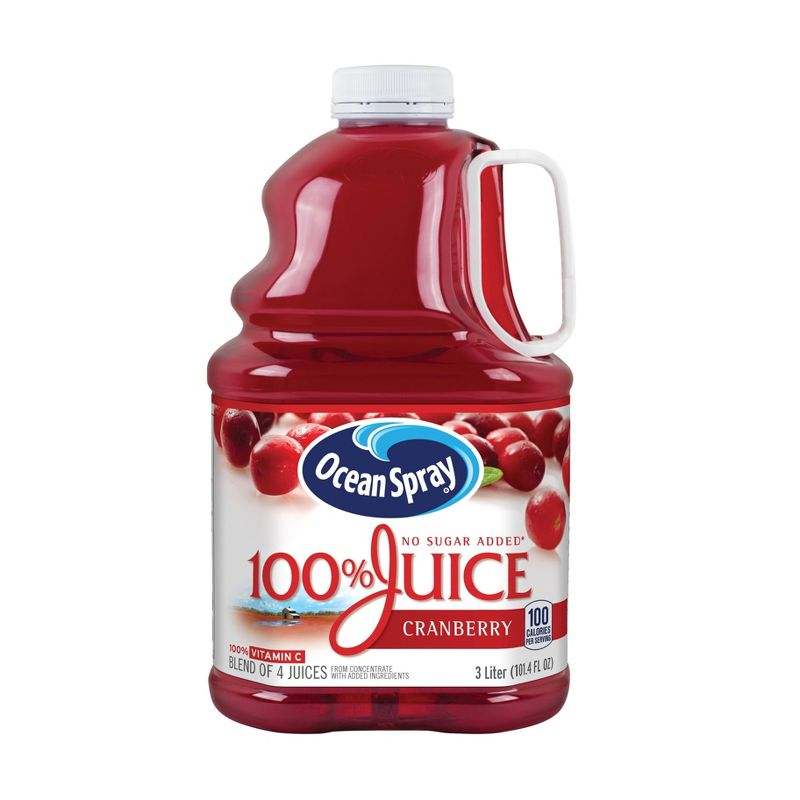 Ocean Spray
NO SUGAR ADDED*
100% JUICE
CRANBERRY
100
CALORIES
PER SERVING
100% VITAMIN C
BLEND OF 4 JUICES
FROM CONCENTRATE
WITH ADDED INGREDIENTS
3 Liter (101.4 FL OZ)